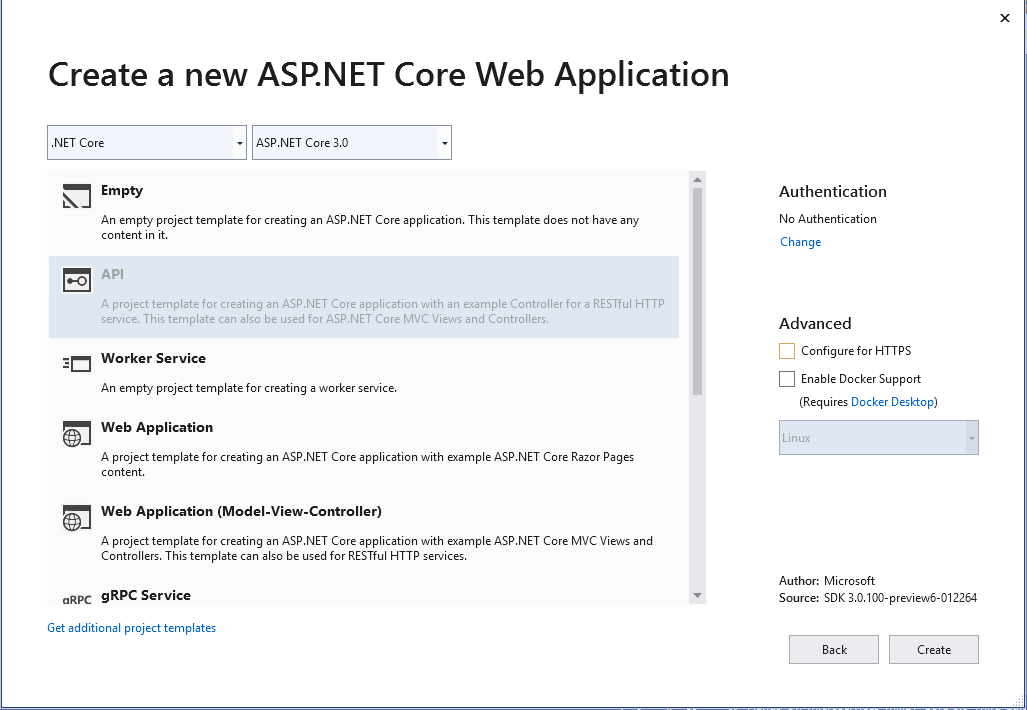 Create a new ASP.NET Core Web Application
.NET Core
ASP.NET Core 3.0
Empty
An empty project template for creating an ASP.NET Core application. This template does not have any
content in it.
API
A project template for creating an ASP.NET Core application with an example Controller for a RESTful HTTP
service. This template can also be used for ASP.NET Core MVC Views and Controllers.
Worker Service
An empty project template for creating a worker service.
Web Application
A project template for creating an ASP.NET Core application with example ASP.NET Core Razor Pages
content.
Web Application (Model-View-Controller)
A project template for creating an ASP.NET Core application with example ASP.NET Core MVC Views and
Controllers. This template can also be used for RESTful HTTP services.
gRPC gRPC Service
Get additional project templates
Authentication
No Authentication
Change
Advanced
Configure for HTTPS
Enable Docker Support
(Requires Docker Desktop)
Linux
Author: Microsoft
Source: SDK 3.0.100-preview6-012264
Back
Create